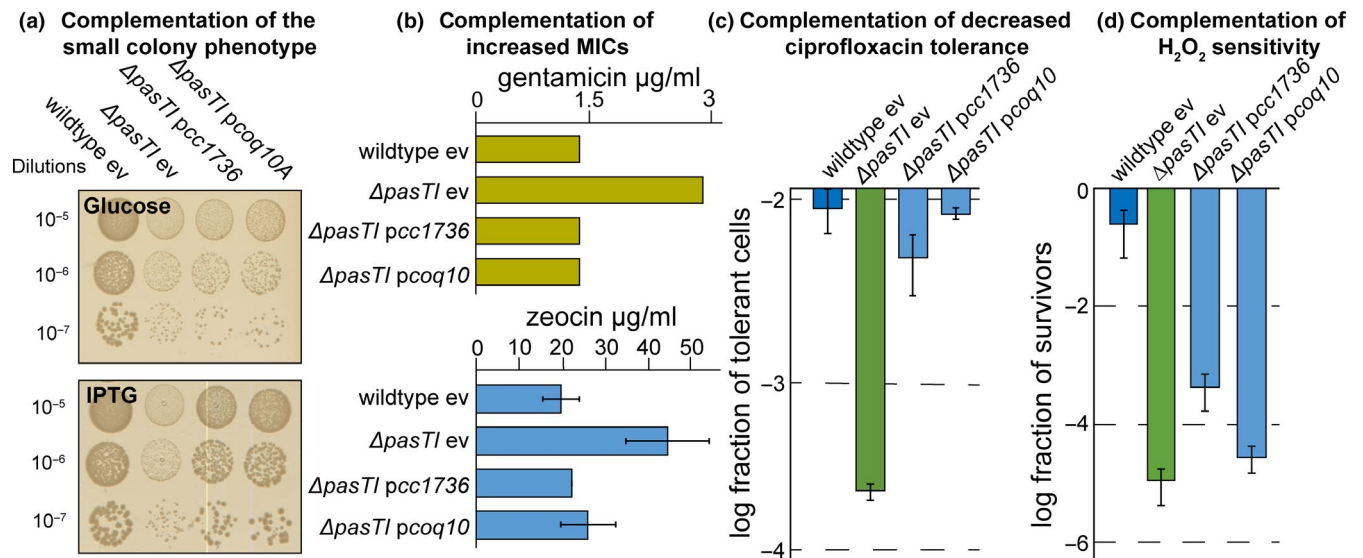 (a) Complementation of the
small colony phenotype
wildtype ev
ΔpasTI ev
ΔpasTI pcc1736
ΔpasTI pcoq10A
Dilutions
Glucose
10⁻⁵
10⁻⁶
10⁻⁷
IPTG
10⁻⁵
10⁻⁶
10⁻⁷
(b) Complementation of
increased MICs
gentamicin µg/ml
0 1.5 3
wildtype ev
ΔpasTI ev
ΔpasTI pcc1736
ΔpasTI pcoq10
zeocin µg/ml
0 10 20 30 40 50
wildtype ev
ΔpasTI ev
ΔpasTI pcc1736
ΔpasTI pcoq10
(c) Complementation of decreased
ciprofloxacin tolerance
wildtype ev
ΔpasTI ev
ΔpasTI pcc1736
ΔpasTI pcoq10
log fraction of tolerant cells
−2
−3
−4
(d) Complementation of
H₂O₂ sensitivity
wildtype ev
ΔpasTI ev
ΔpasTI pcc1736
ΔpasTI pcoq10
log fraction of survivors
0
−2
−4
−6